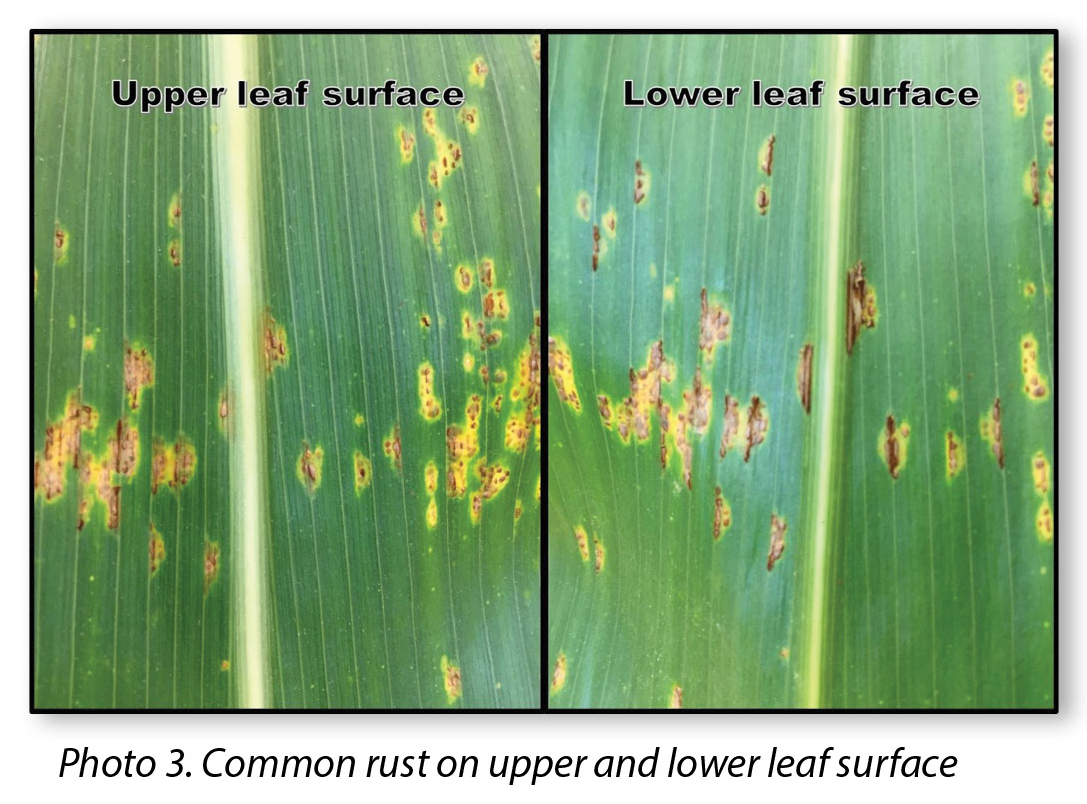 Upper leaf surface
Lower leaf surface
Photo 3. Common rust on upper and lower leaf surface